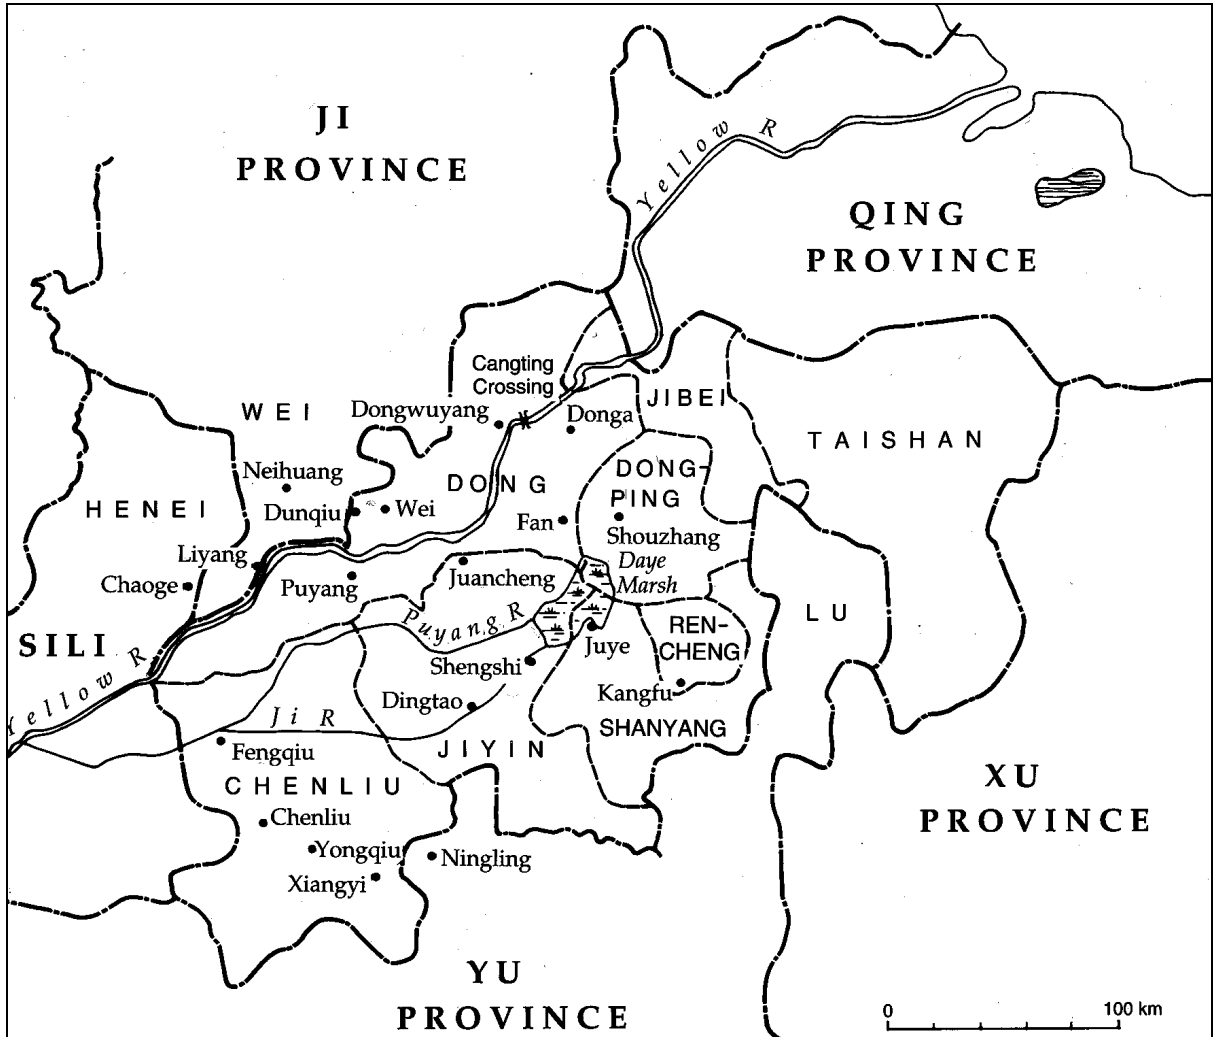 JI
PROVINCE
Yellow R
QING
PROVINCE
Cangting
Crossing
JIBEI
WEI
Dongwuyang
Donga
TAISHAN
Neihuang
DONG
DONG-
PING
HENEI
Dunqiu
Wei
Fan
Shouzhang
Liyang
Daye
Marsh
Chaoge
Puyang
Juancheng
LU
Puyang R
REN-
CHENG
SILI
Juye
Shengshi
Yellow R
Kangfu
Dingtao
Ji R
SHANYANG
Fengqiu
JIYIN
CHENLIU
XU
PROVINCE
Chenliu
Yongqiu
Ningling
Xiangyi
YU
PROVINCE
0 100 km